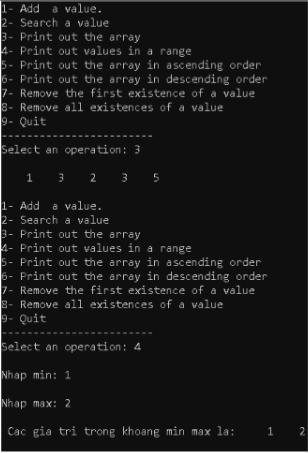 1- Add  a value.
2- Search a value
3- Print out the array
4- Print out values in a range
5- Print out the array in ascending order
6- Print out the array in descending order
7- Remove the first existence of a value
8- Remove all existences of a value
9- Quit
------------------------
Select an operation: 3
1    3    2    3    5
1- Add  a value.
2- Search a value
3- Print out the array
4- Print out values in a range
5- Print out the array in ascending order
6- Print out the array in descending order
7- Remove the first existence of a value
8- Remove all existences of a value
9- Quit
------------------------
Select an operation: 4
Nhap min: 1
Nhap max: 2
Cac gia tri trong khoang min max la:    1    2